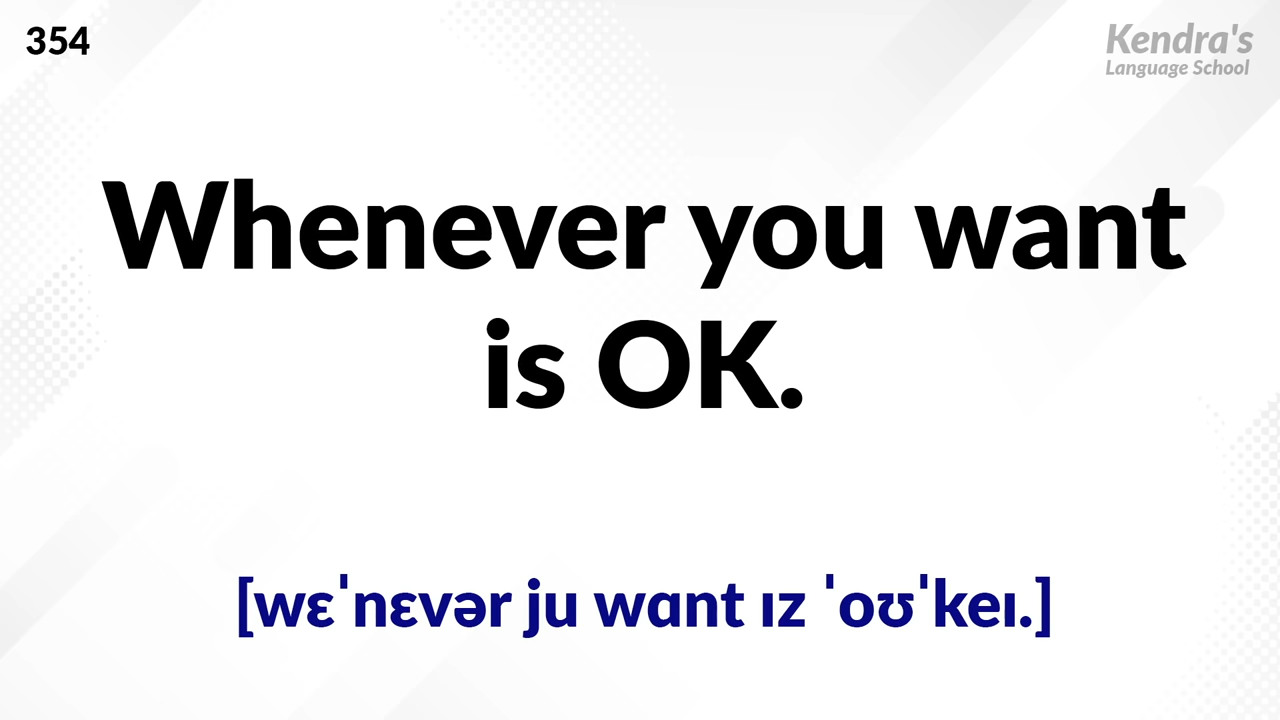 354
Kendra's
Language School
Whenever you want
is OK.
[wɛˈnɛvər ju wɑnt ɪz ˈoʊˈkeɪ.]